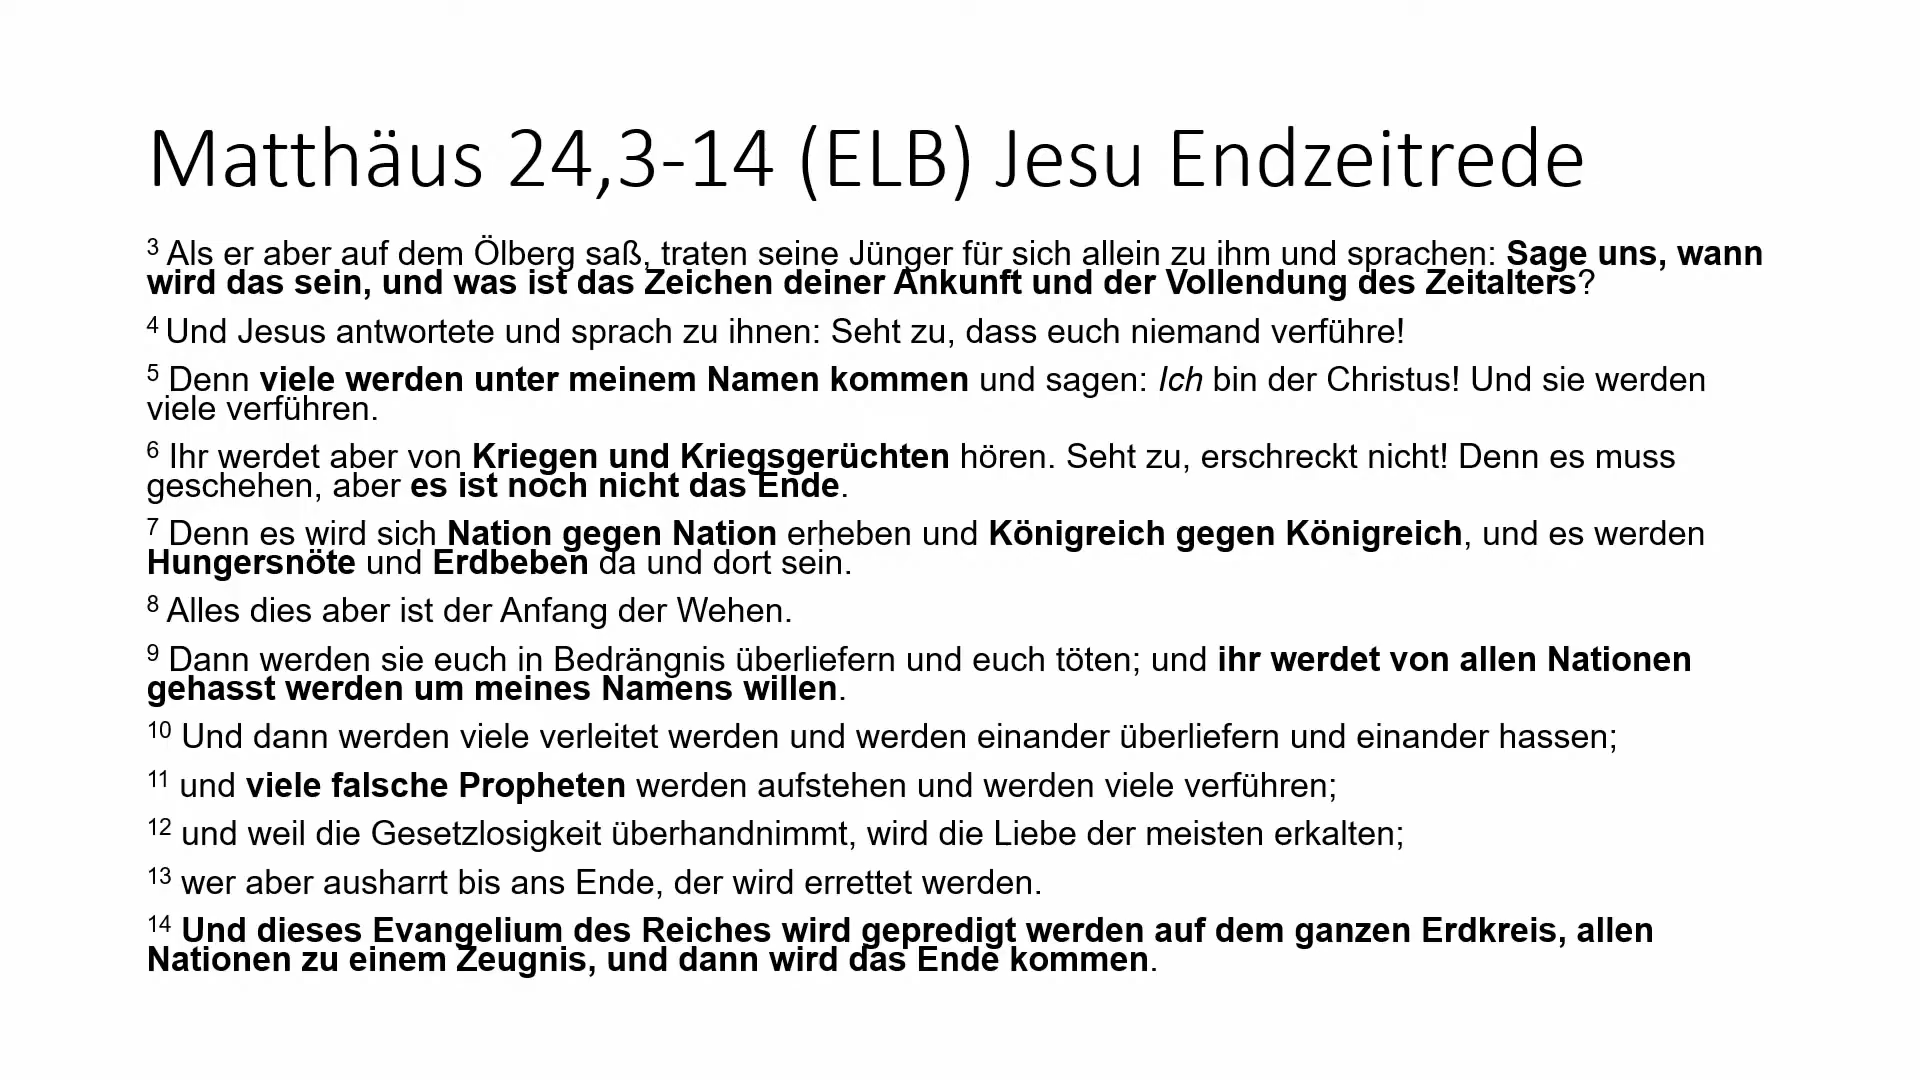 Matthäus 24,3-14 (ELB) Jesu Endzeitrede
3 Als er aber auf dem Ölberg saß, traten seine Jünger für sich allein zu ihm und sprachen: Sage uns, wann
wird das sein, und was ist das Zeichen deiner Ankunft und der Vollendung des Zeitalters?
4 Und Jesus antwortete und sprach zu ihnen: Seht zu, dass euch niemand verführe!
5 Denn viele werden unter meinem Namen kommen und sagen: Ich bin der Christus! Und sie werden
viele verführen.
6 Ihr werdet aber von Kriegen und Kriegsgerüchten hören. Seht zu, erschreckt nicht! Denn es muss
geschehen, aber es ist noch nicht das Ende.
7 Denn es wird sich Nation gegen Nation erheben und Königreich gegen Königreich, und es werden
Hungersnöte und Erdbeben da und dort sein.
8 Alles dies aber ist der Anfang der Wehen.
9 Dann werden sie euch in Bedrängnis überliefern und euch töten; und ihr werdet von allen Nationen
gehasst werden um meines Namens willen.
10 Und dann werden viele verleitet werden und werden einander überliefern und einander hassen;
11 und viele falsche Propheten werden aufstehen und werden viele verführen;
12 und weil die Gesetzlosigkeit überhandnimmt, wird die Liebe der meisten erkalten;
13 wer aber ausharrt bis ans Ende, der wird errettet werden.
14 Und dieses Evangelium des Reiches wird gepredigt werden auf dem ganzen Erdkreis, allen
Nationen zu einem Zeugnis, und dann wird das Ende kommen.